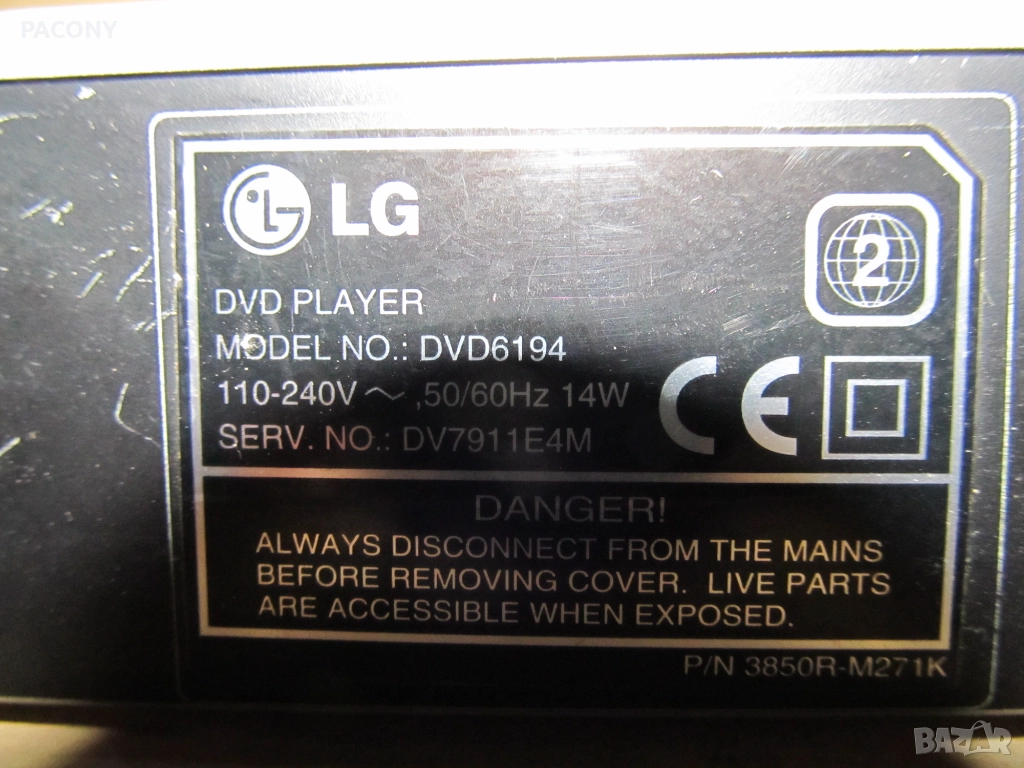 PACONY
LG
2
DVD PLAYER
MODEL NO.: DVD6194
110-240V ~ ,50/60Hz 14W
CE
SERV. NO.: DV7911E4M
DANGER!
ALWAYS DISCONNECT FROM THE MAINS
BEFORE REMOVING COVER. LIVE PARTS
ARE ACCESSIBLE WHEN EXPOSED.
P/N 3850R-M271K
BAZAR